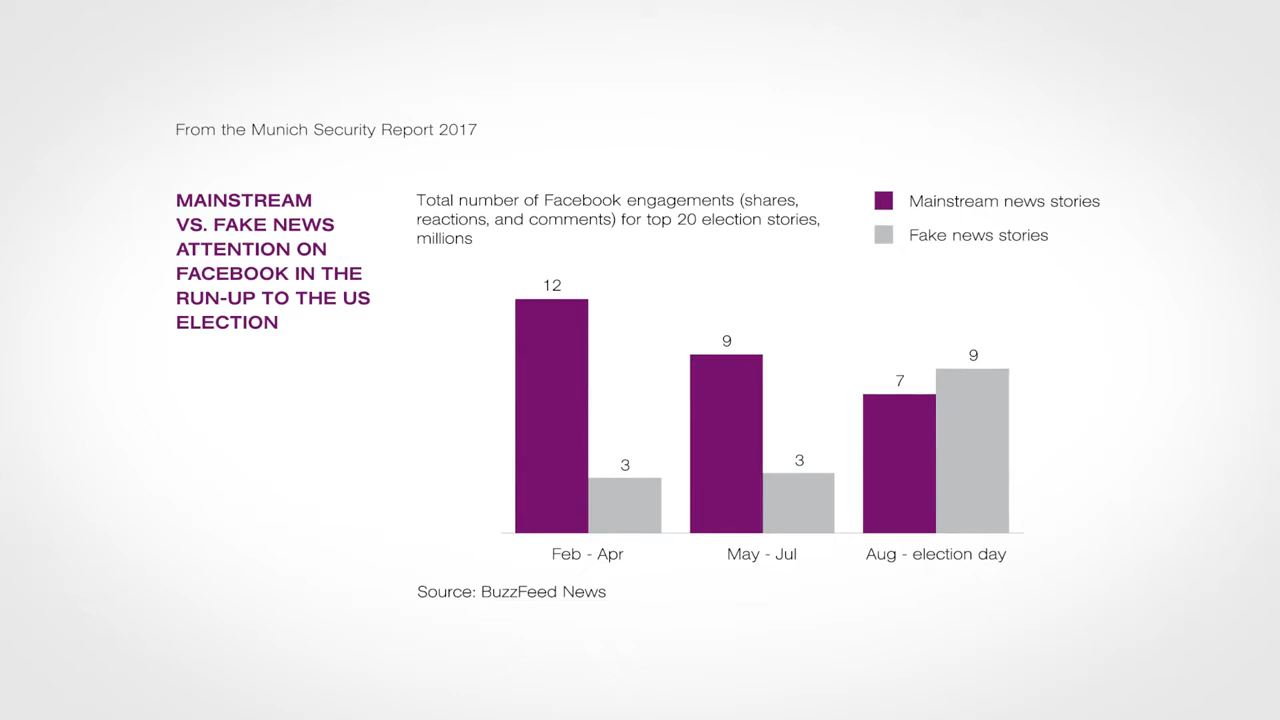 From the Munich Security Report 2017
MAINSTREAM
VS. FAKE NEWS
ATTENTION ON
FACEBOOK IN THE
RUN-UP TO THE US
ELECTION
Total number of Facebook engagements (shares,
reactions, and comments) for top 20 election stories,
millions
Mainstream news stories
Fake news stories
12
3
9
3
7
9
Feb - Apr
May - Jul
Aug - election day
Source: BuzzFeed News